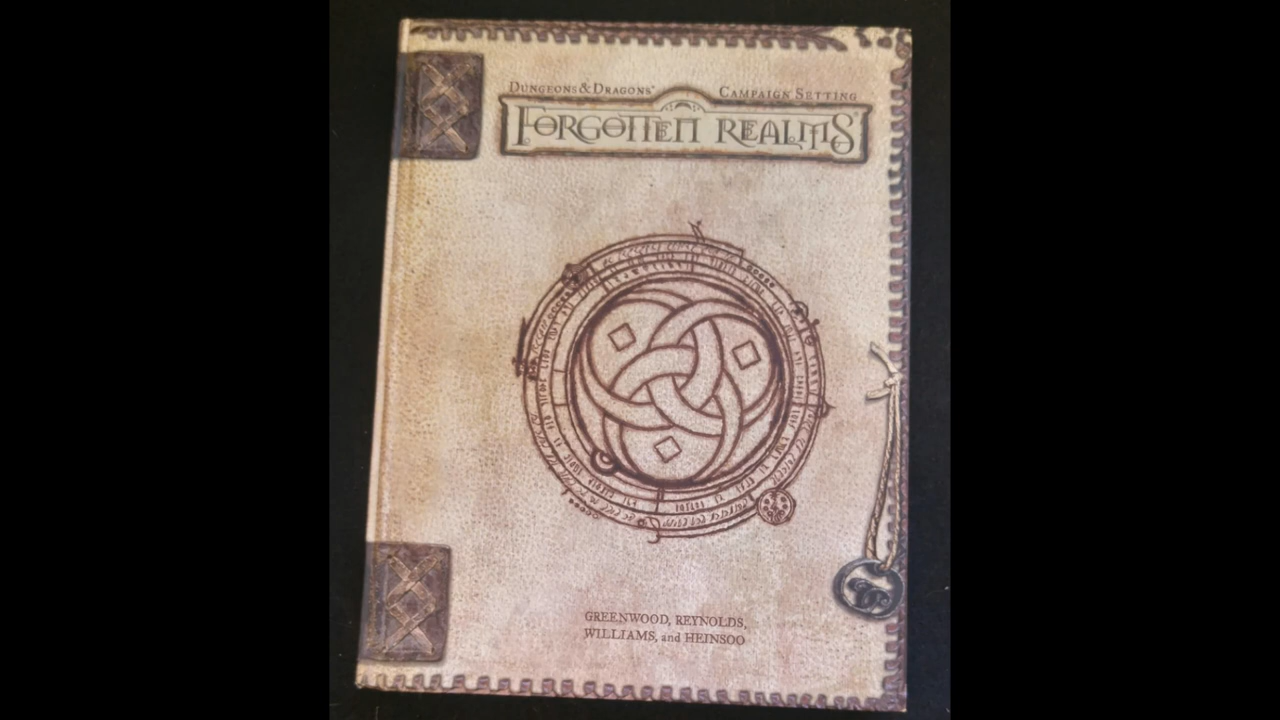 DUNGEONS & DRAGONS® CAMPAIGN SETTING
FORGOTTEN REALMS®
GREENWOOD, REYNOLDS,
WILLIAMS, and HEINSOO